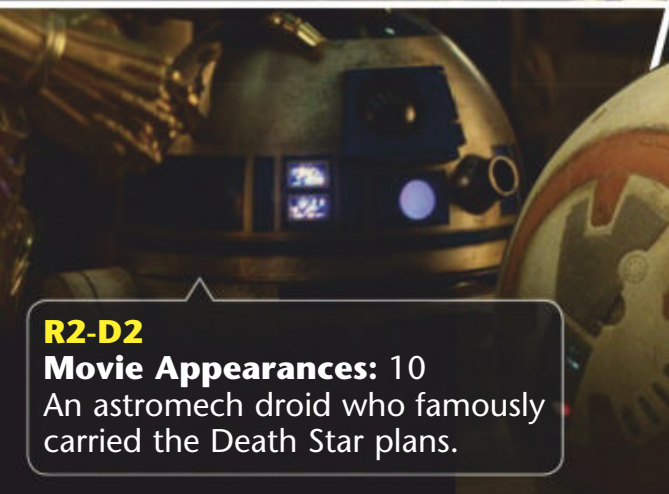 R2-D2
Movie Appearances: 10
An astromech droid who famously
carried the Death Star plans.